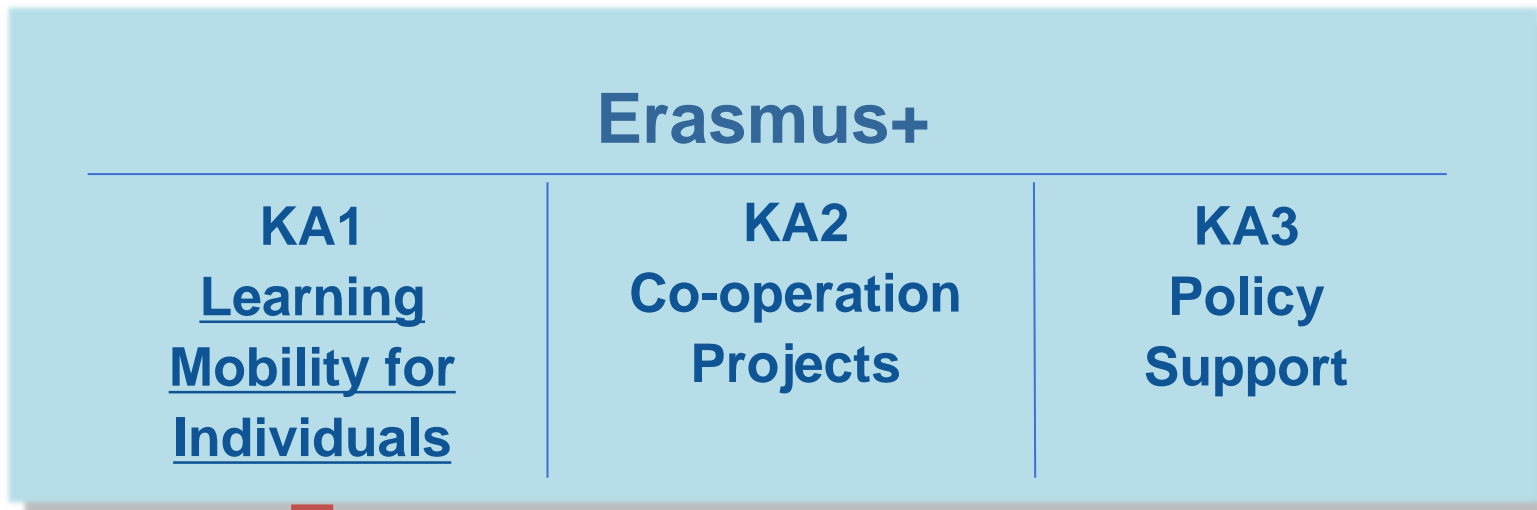 Erasmus+
KA1
Learning
Mobility for
Individuals
KA2
Co-operation
Projects
KA3
Policy
Support